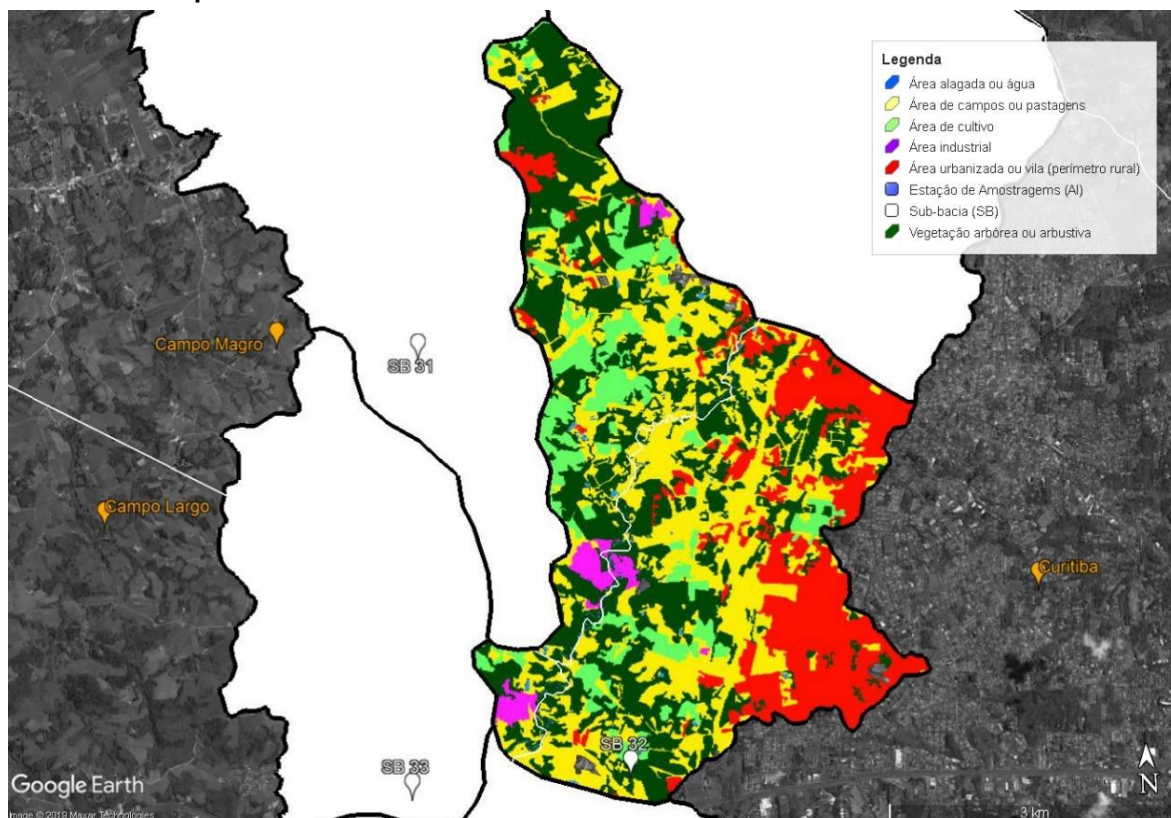 Legenda
Área alagada ou água
Área de campos ou pastagens
Área de cultivo
Área industrial
Área urbanizada ou vila (perímetro rural)
Estação de Amostragems (AI)
Sub-bacia (SB)
Vegetação arbórea ou arbustiva
Campo Magro
SB 31
Campo Largo
Curitiba
SB 32
SB 33
Google Earth
N
Image © 2019 Maxar Technologies
3 km